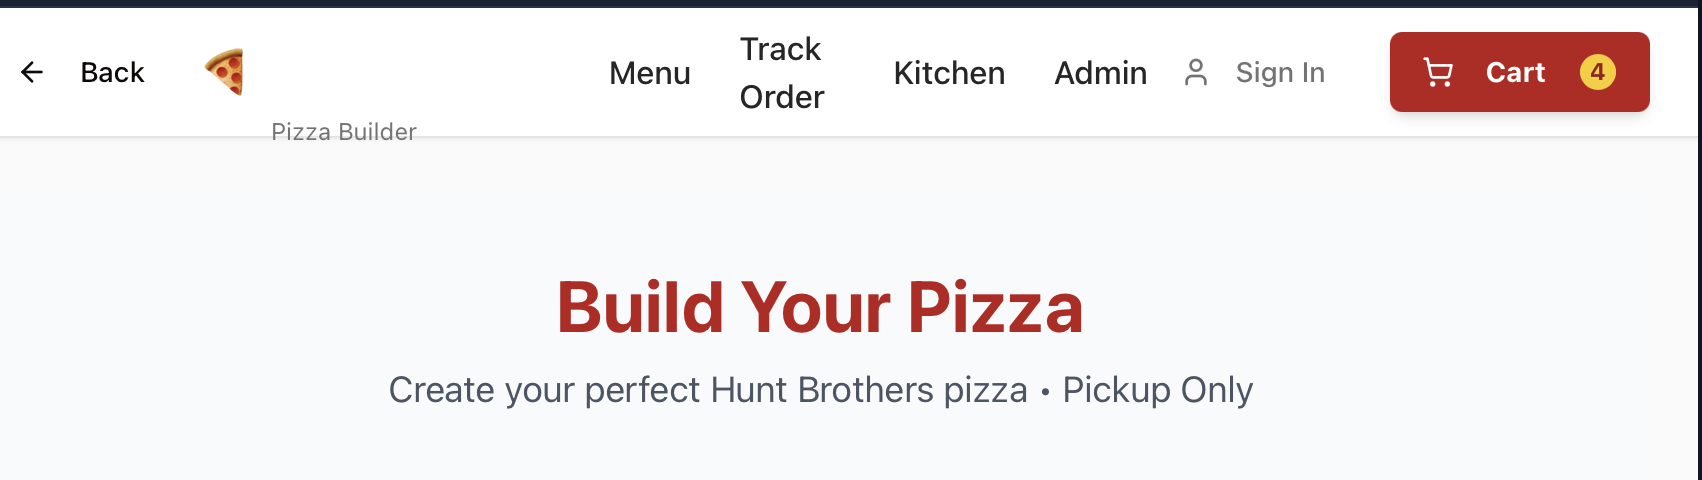 Back
Pizza Builder
Menu
Track
Order
Kitchen
Admin
Sign In
Cart
4
Build Your Pizza
Create your perfect Hunt Brothers pizza • Pickup Only